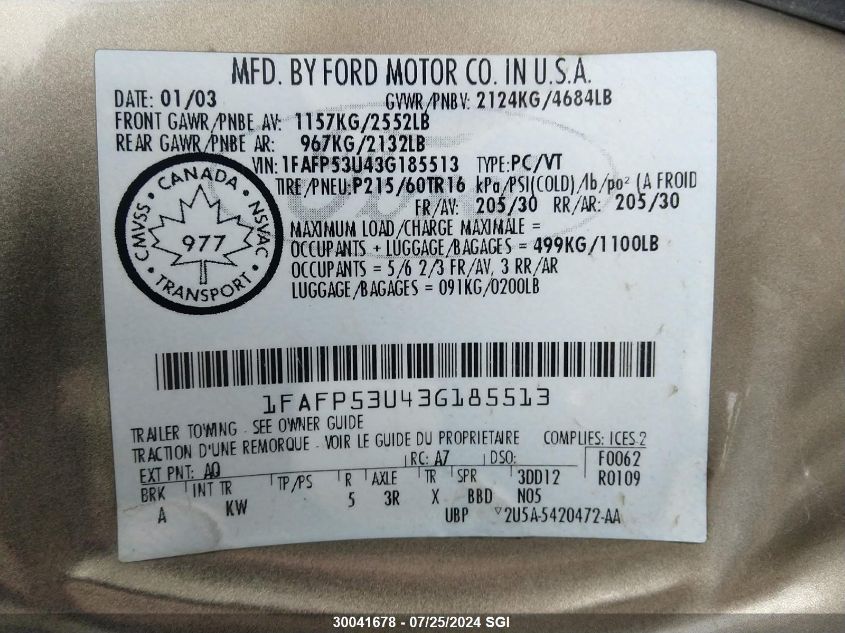 MFD. BY FORD MOTOR CO. IN U.S.A.
DATE: 01/03 GVWR/PNBV: 2124KG/4684LB
FRONT GAWR/PNBE AV: 1157KG/2552LB
REAR GAWR/PNBE AR: 967KG/2132LB
VIN: 1FAFP53U43G185513 TYPE: PC/VT
TIRE/PNEU: P215/60TR16 kPa/PSI(COLD)/lb/po² (A FROID
FR/AV: 205/30 RR/AR: 205/30
MAXIMUM LOAD/CHARGE MAXIMALE =
OCCUPANTS + LUGGAGE/BAGAGES = 499KG/1100LB
OCCUPANTS = 5/6 2/3 FR/AV, 3 RR/AR
LUGGAGE/BAGAGES = 091KG/0200LB
CANADA
CMVSS 977 NSVAC
TRANSPORT
1FAFP53U43G185513
TRAILER TOWING - SEE OWNER GUIDE
TRACTION D'UNE REMORQUE - VOIR LE GUIDE DU PROPRIETAIRE COMPLIES: ICES-2
EXT PNT: AQ RC: A7 DSO: F0062
BRK INT TR TP/PS R AXLE TR SPR 3DD12 R0109
A KW 5 3R X BBD N05
UBP ▽2U5A-5420472-AA
30041678 - 07/25/2024 SGI